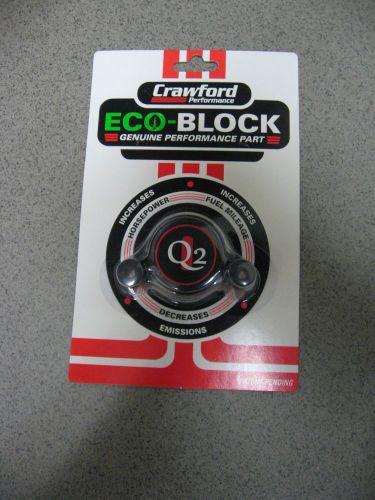 Crawford
Performance
ECO-BLOCK
GENUINE PERFORMANCE PART
INCREASES
HORSEPOWER
INCREASES
FUEL MILEAGE
Q2
DECREASES
EMISSIONS
PATENT PENDING